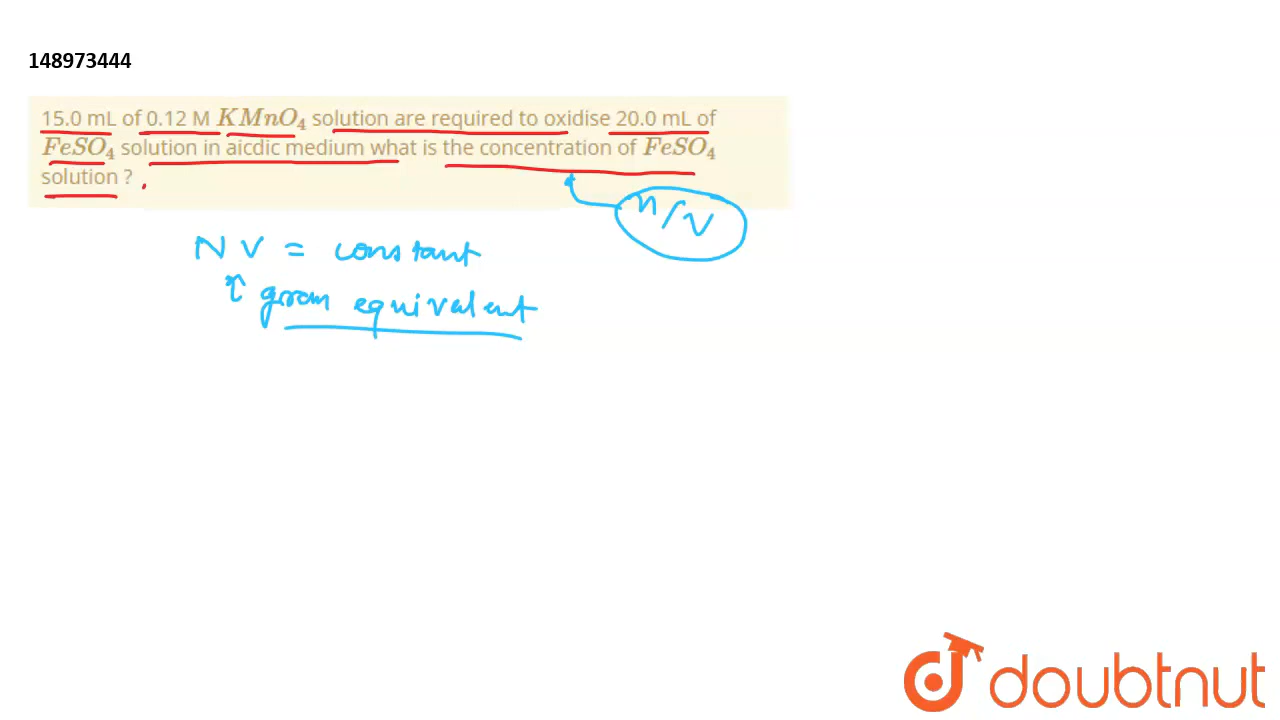 148973444
15.0 mL of 0.12 M KMnO₄ solution are required to oxidise 20.0 mL of
FeSO₄ solution in aicdic medium what is the concentration of FeSO₄
solution ?
n/V
NV = constant
gram equivalent
doubtnut